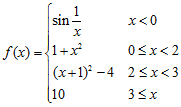 f(x) = { sin 1/x    x < 0
1 + x²    0 ≤ x < 2
(x+1)² − 4    2 ≤ x < 3
10    3 ≤ x